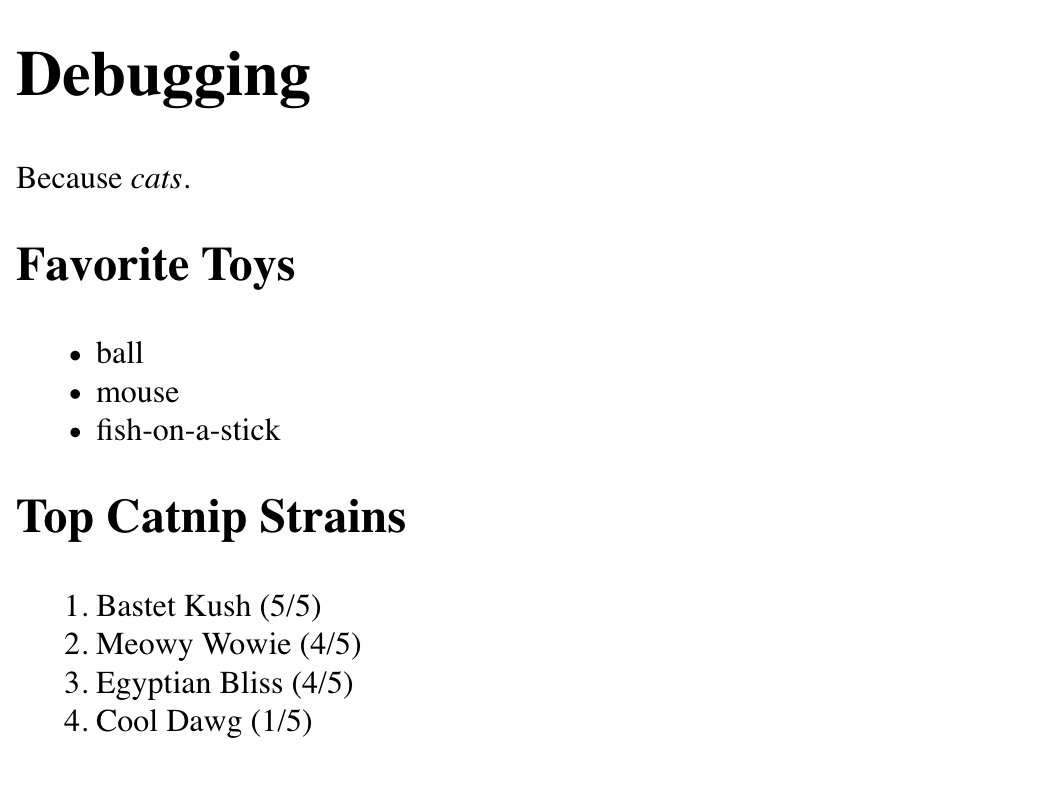 Debugging
Because cats.
Favorite Toys
• ball
• mouse
• fish-on-a-stick
Top Catnip Strains
1. Bastet Kush (5/5)
2. Meowy Wowie (4/5)
3. Egyptian Bliss (4/5)
4. Cool Dawg (1/5)